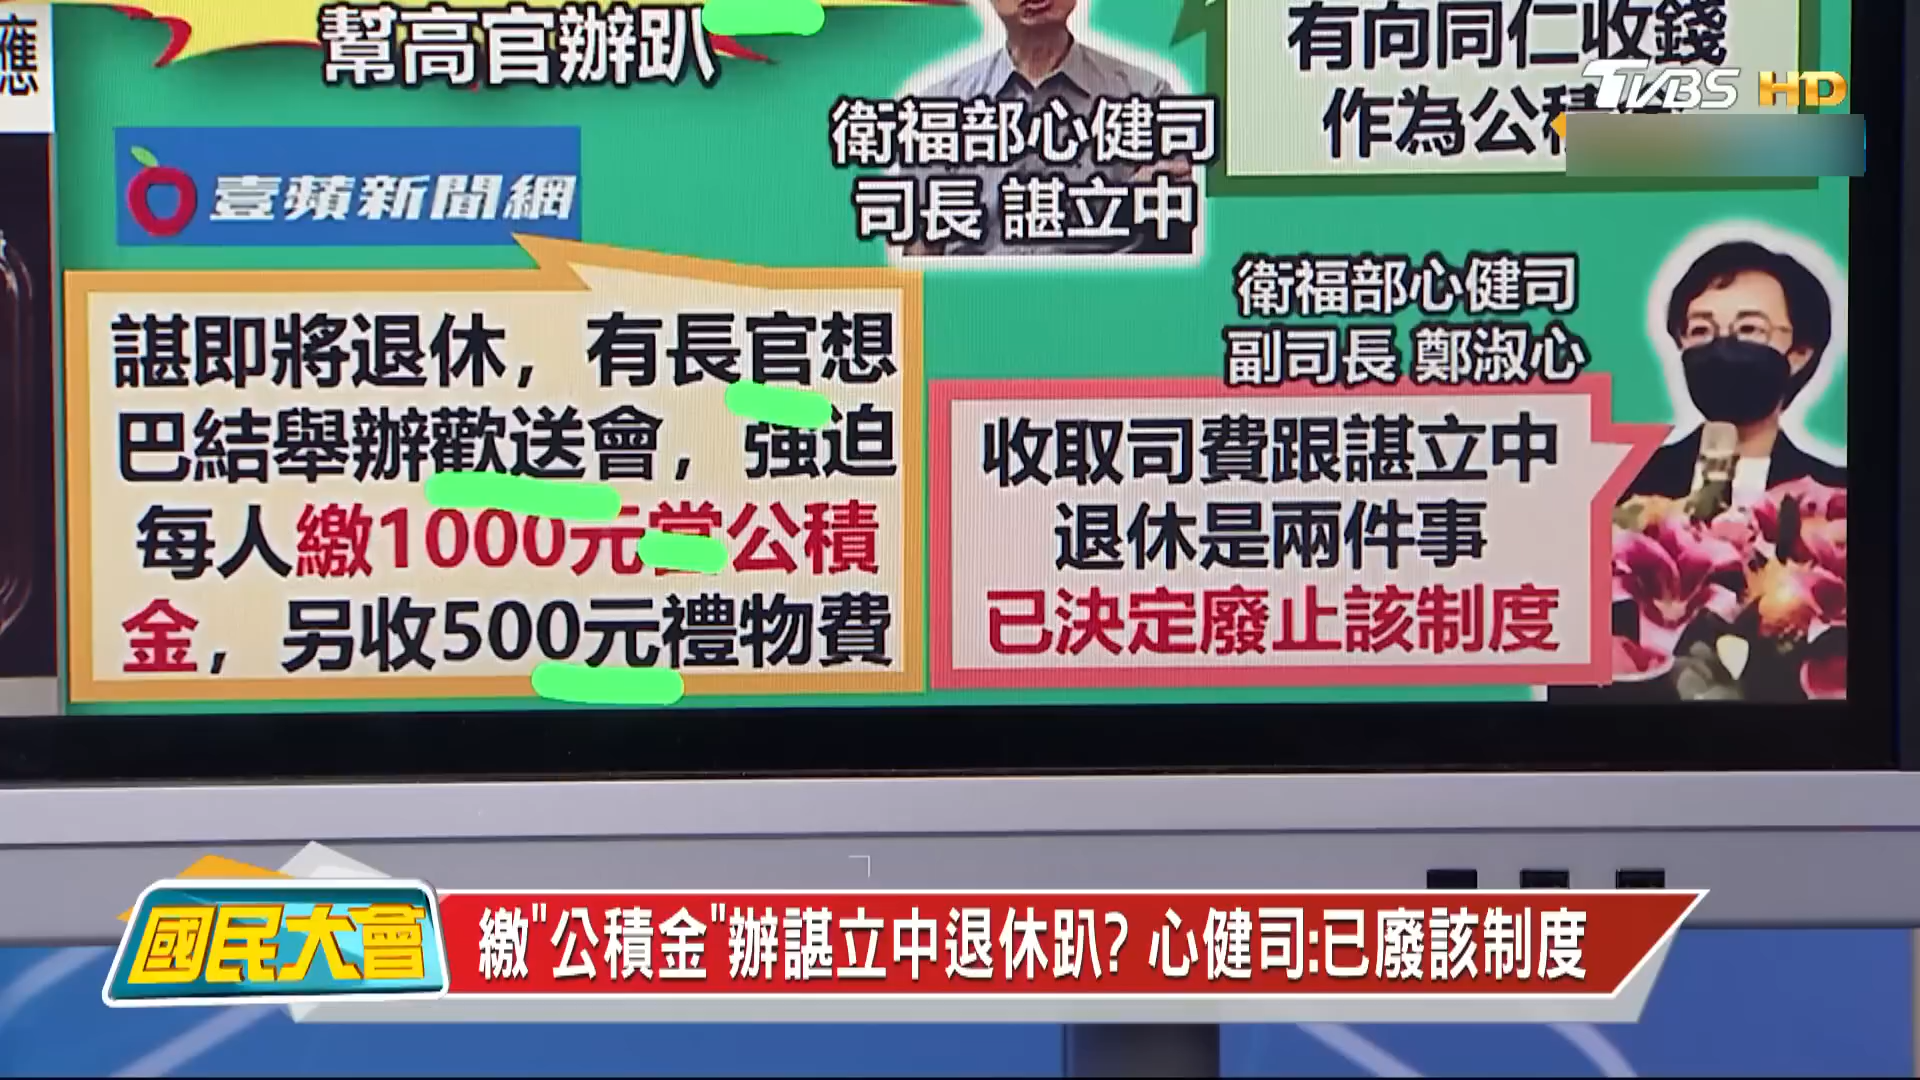 應
幫高官辦趴
有向同仁收錢
作為公積
TVBS HD
衛福部心健司
司長 諶立中
壹蘋新聞網
諶即將退休，有長官想
巴結舉辦歡送會，強迫
每人繳1000元當公積
金，另收500元禮物費
衛福部心健司
副司長 鄭淑心
收取司費跟諶立中
退休是兩件事
已決定廢止該制度
國民大會
繳"公積金"辦諶立中退休趴? 心健司:已廢該制度